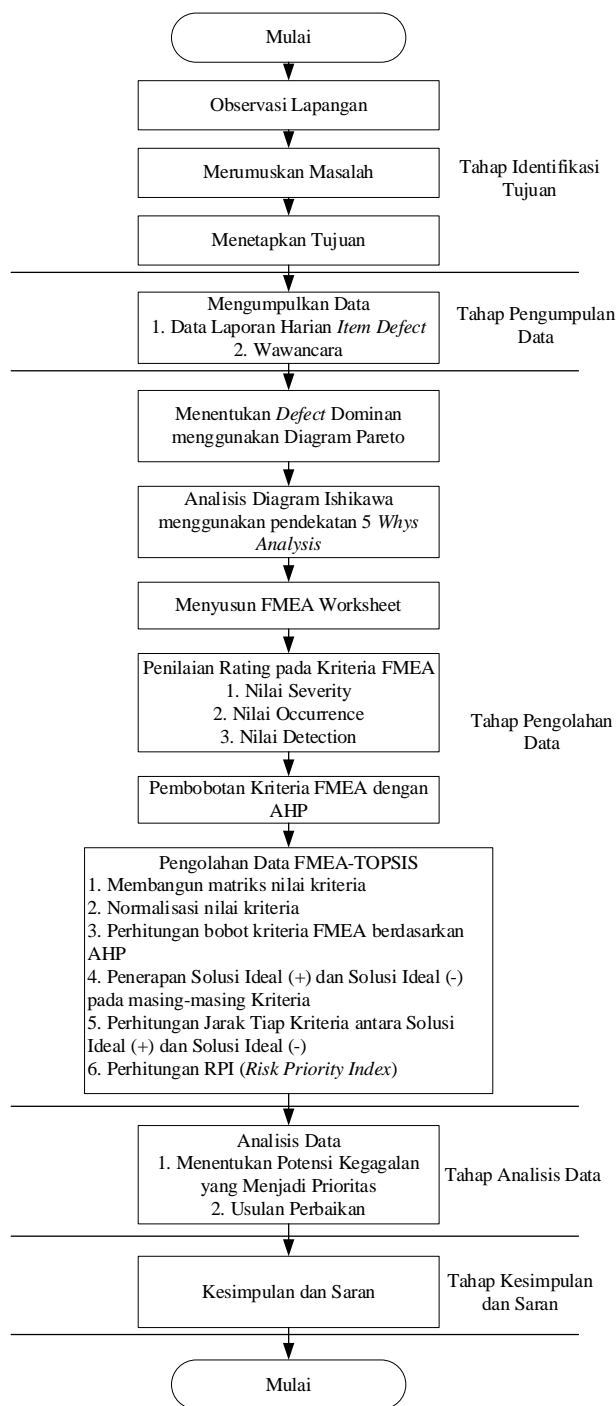 Mulai
Observasi Lapangan
Merumuskan Masalah
Tahap Identifikasi
Tujuan
Menetapkan Tujuan
Mengumpulkan Data
1. Data Laporan Harian Item Defect
2. Wawancara
Tahap Pengumpulan
Data
Menentukan Defect Dominan
menggunakan Diagram Pareto
Analisis Diagram Ishikawa
menggunakan pendekatan 5 Whys
Analysis
Menyusun FMEA Worksheet
Penilaian Rating pada Kriteria FMEA
1. Nilai Severity
2. Nilai Occurrence
3. Nilai Detection
Tahap Pengolahan
Data
Pembobotan Kriteria FMEA dengan
AHP
Pengolahan Data FMEA-TOPSIS
1. Membangun matriks nilai kriteria
2. Normalisasi nilai kriteria
3. Perhitungan bobot kriteria FMEA berdasarkan
AHP
4. Penerapan Solusi Ideal (+) dan Solusi Ideal (-)
pada masing-masing Kriteria
5. Perhitungan Jarak Tiap Kriteria antara Solusi
Ideal (+) dan Solusi Ideal (-)
6. Perhitungan RPI (Risk Priority Index)
Analisis Data
1. Menentukan Potensi Kegagalan
yang Menjadi Prioritas
2. Usulan Perbaikan
Tahap Analisis Data
Kesimpulan dan Saran
Tahap Kesimpulan
dan Saran
Mulai